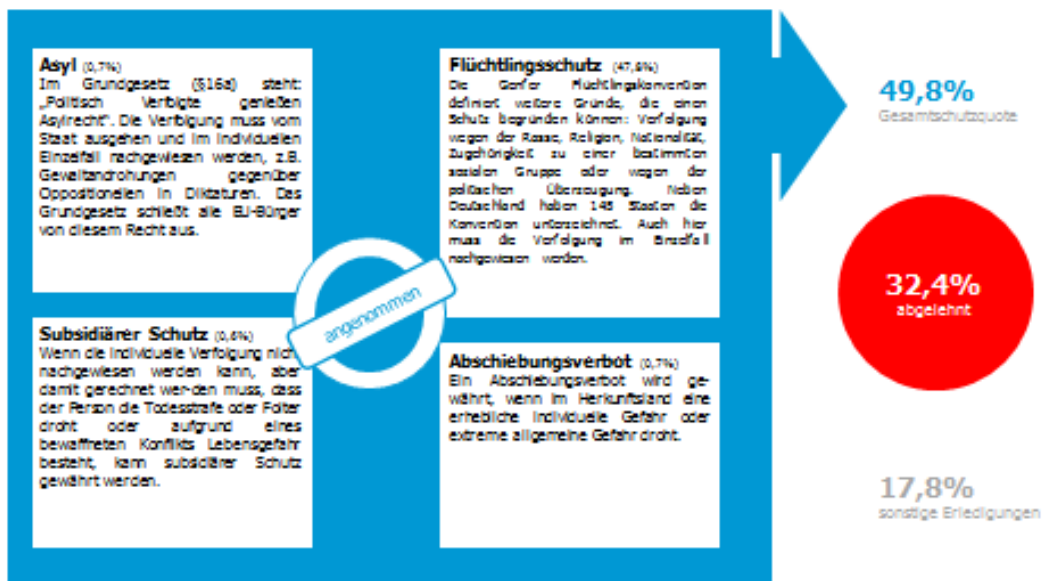 Asyl (0,7%)
Im Grundgesetz (§16a) steht:
„Politisch Verfolgte genießen
Asylrecht“. Die Verfolgung muss vom
Staat ausgehen und im individuellen
Einzelfall nachgewiesen werden, z.B.
Gewaltandrohungen gegenüber
Oppositionellen in Diktaturen. Das
Grundgesetz schließt alle EU-Bürger
von diesem Recht aus.
Subsidiärer Schutz (0,6%)
Wenn die individuelle Verfolgung nich
nachgewiesen werden kann, aber
damit gerechnet wer-den muss, dass
der Person die Todesstrafe oder Folter
droht oder aufgrund eines
bewaffneten Konflikts Lebensgefahr
besteht, kann subsidiärer Schutz
gewährt werden.
angenommen
Flüchtlingsschutz (47,8%)
Die Genfer Flüchtlingskonvention
definiert weitere Gründe, die einen
Schutz begründen können: Verfolgung
wegen der Rasse, Religion, Nationalität,
Zugehörigkeit zu einer bestimmten
sozialen Gruppe oder wegen der
politischen Überzeugung. Neben
Deutschland haben 145 Staaten die
Konvention unterzeichnet. Auch hier
muss die Verfolgung im Einzelfall
nachgewiesen werden.
Abschiebungsverbot (0,7%)
Ein Abschiebungsverbot wird ge-
währt, wenn im Herkunftsland eine
erhebliche individuelle Gefahr oder
extreme allgemeine Gefahr droht.
49,8%
Gesamtschutzquote
32,4%
abgelehnt
17,8%
sonstige Erledigungen